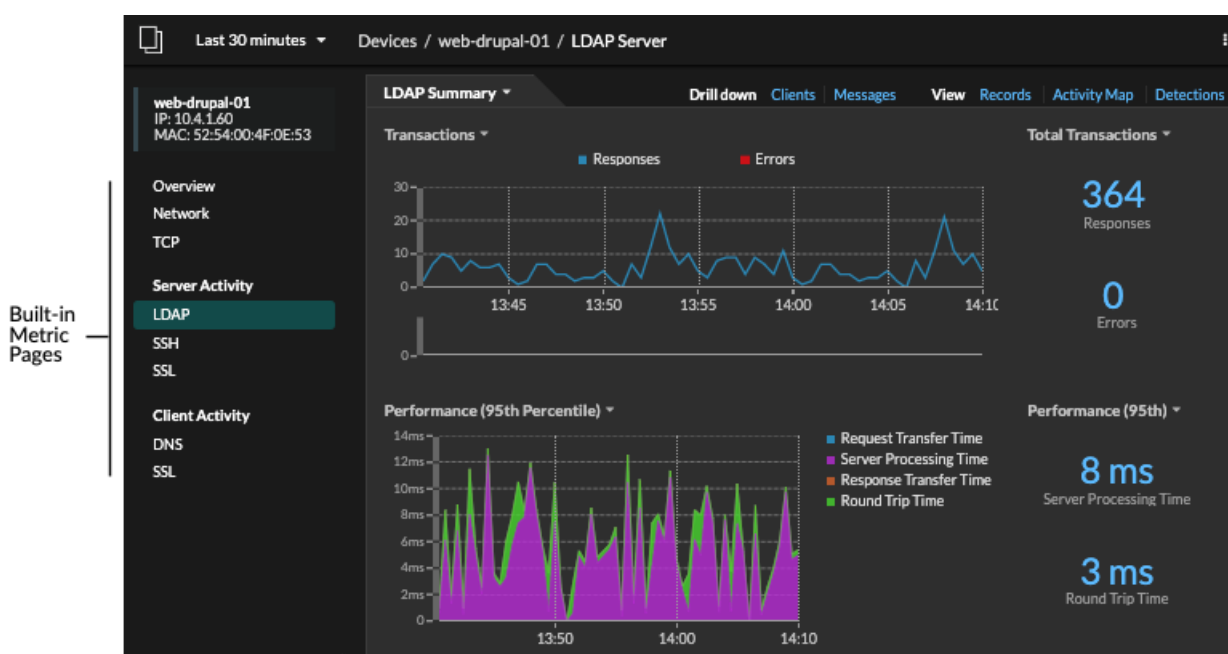 Last 30 minutes
Devices / web-drupal-01 / LDAP Server
web-drupal-01
IP: 10.4.1.60
MAC: 52:54:00:4F:0E:53
Overview
Network
TCP
Server Activity
LDAP
SSH
SSL
Client Activity
DNS
SSL
Built-in
Metric
Pages
LDAP Summary
Drill down Clients Messages View Records Activity Map Detections
Transactions
Responses Errors
30
20
10
0
13:45 13:50 13:55 14:00 14:05 14:10
0
Total Transactions
364
Responses
0
Errors
Performance (95th Percentile)
14ms
12ms
10ms
8ms
6ms
4ms
2ms
0
13:50 14:00 14:10
Request Transfer Time
Server Processing Time
Response Transfer Time
Round Trip Time
Performance (95th)
8 ms
Server Processing Time
3 ms
Round Trip Time